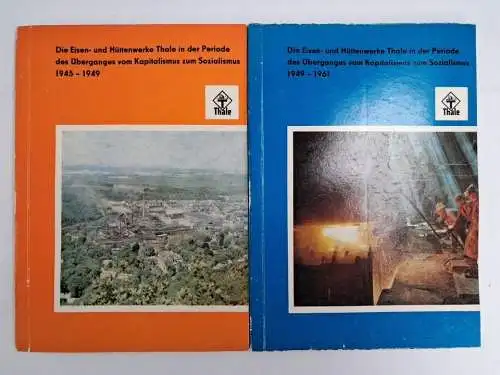 Die Eisen- und Hüttenwerke Thale in der Periode
des Überganges vom Kapitalismus zum Sozialismus
1945 - 1949
Thale
Die Eisen- und Hüttenwerke Thale in der Periode
des Überganges vom Kapitalismus zum Sozialismus
1949 - 1961
Thale